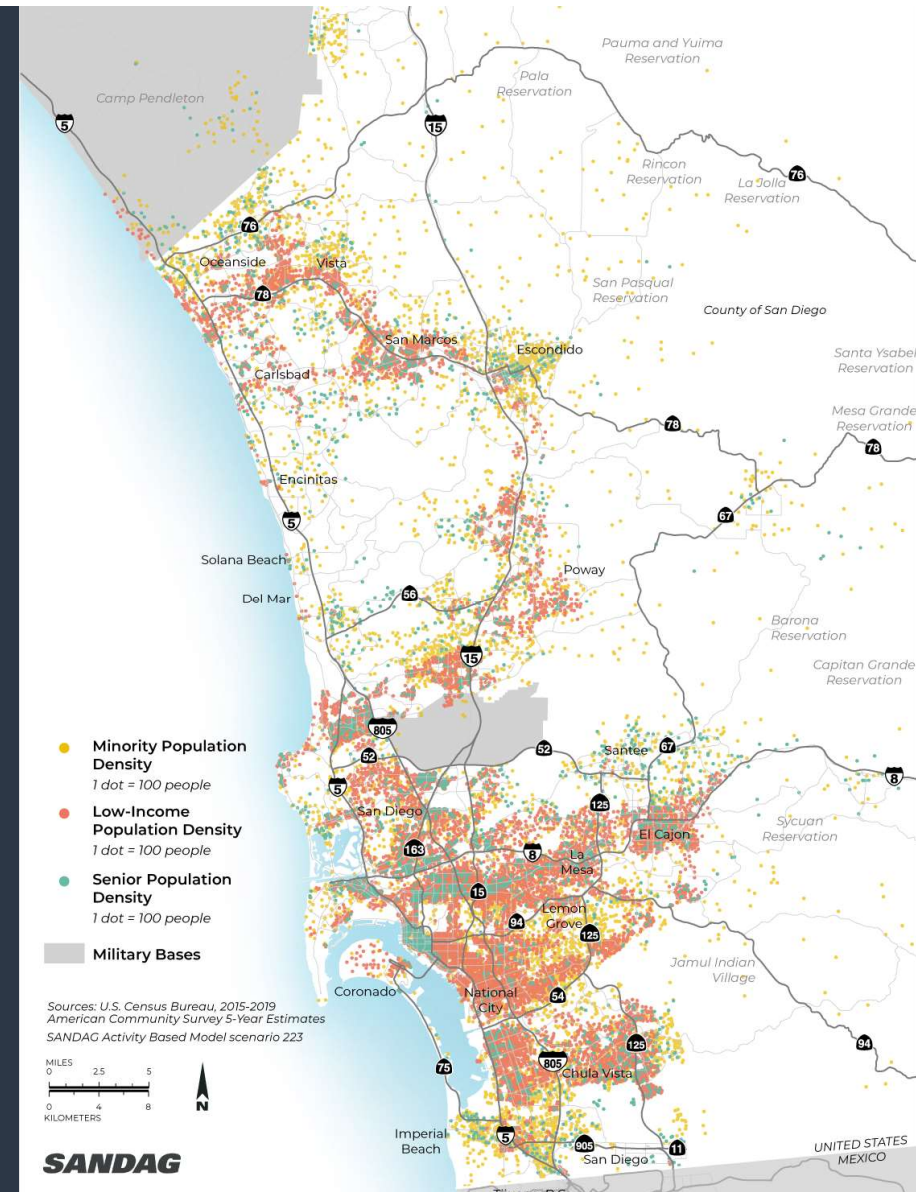 Pauma and Yuima
Reservation
Pala
Reservation
Camp Pendleton
5
15
Rincon
Reservation
76
La Jolla
Reservation
76
Oceanside
Vista
78
San Pasqual
Reservation
County of San Diego
San Marcos
Escondido
Santa Ysabel
Reservation
Carlsbad
Mesa Grande
Reservation
78
78
Encinitas
67
5
Solana Beach
Poway
56
Del Mar
Barona
Reservation
15
Capitan Grande
Reservation
805
52
52
Santee
67
8
5
125
San Diego
El Cajon
Sycuan
Reservation
163
8
La
Mesa
15
94
Lemon
Grove
125
Jamul Indian
Village
Coronado
National
City
54
125
94
805
Chula Vista
75
Imperial
Beach
5
905
San Diego
11
UNITED STATES
MEXICO
Minority Population
Density
1 dot = 100 people
Low-Income
Population Density
1 dot = 100 people
Senior Population
Density
1 dot = 100 people
Military Bases
Sources: U.S. Census Bureau, 2015-2019
American Community Survey 5-Year Estimates
SANDAG Activity Based Model scenario 223
MILES
0 2.5 5
0 4 8
KILOMETERS
N
SANDAG